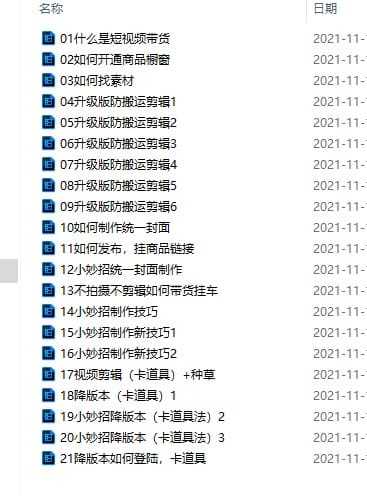 名称 日期
01什么是短视频带货 2021-11-
02如何开通商品橱窗 2021-11-
03如何找素材 2021-11-
04升级版防搬运剪辑1 2021-11-
05升级版防搬运剪辑2 2021-11-
06升级版防搬运剪辑3 2021-11-
07升级版防搬运剪辑4 2021-11-
08升级版防搬运剪辑5 2021-11-
09升级版防搬运剪辑6 2021-11-
10如何制作统一封面 2021-11-
11如何发布，挂商品链接 2021-11-
12小妙招统一封面制作 2021-11-
13不拍摄不剪辑如何带货挂车 2021-11-
14小妙招制作技巧 2021-11-
15小妙招制作新技巧1 2021-11-
16小妙招制作新技巧2 2021-11-
17视频剪辑（卡道具）+种草 2021-11-
18降版本（卡道具）1 2021-11-
19小妙招降版本（卡道具法）2 2021-11-
20小妙招降版本（卡道具法）3 2021-11-
21降版本如何登陆，卡道具 2021-11-